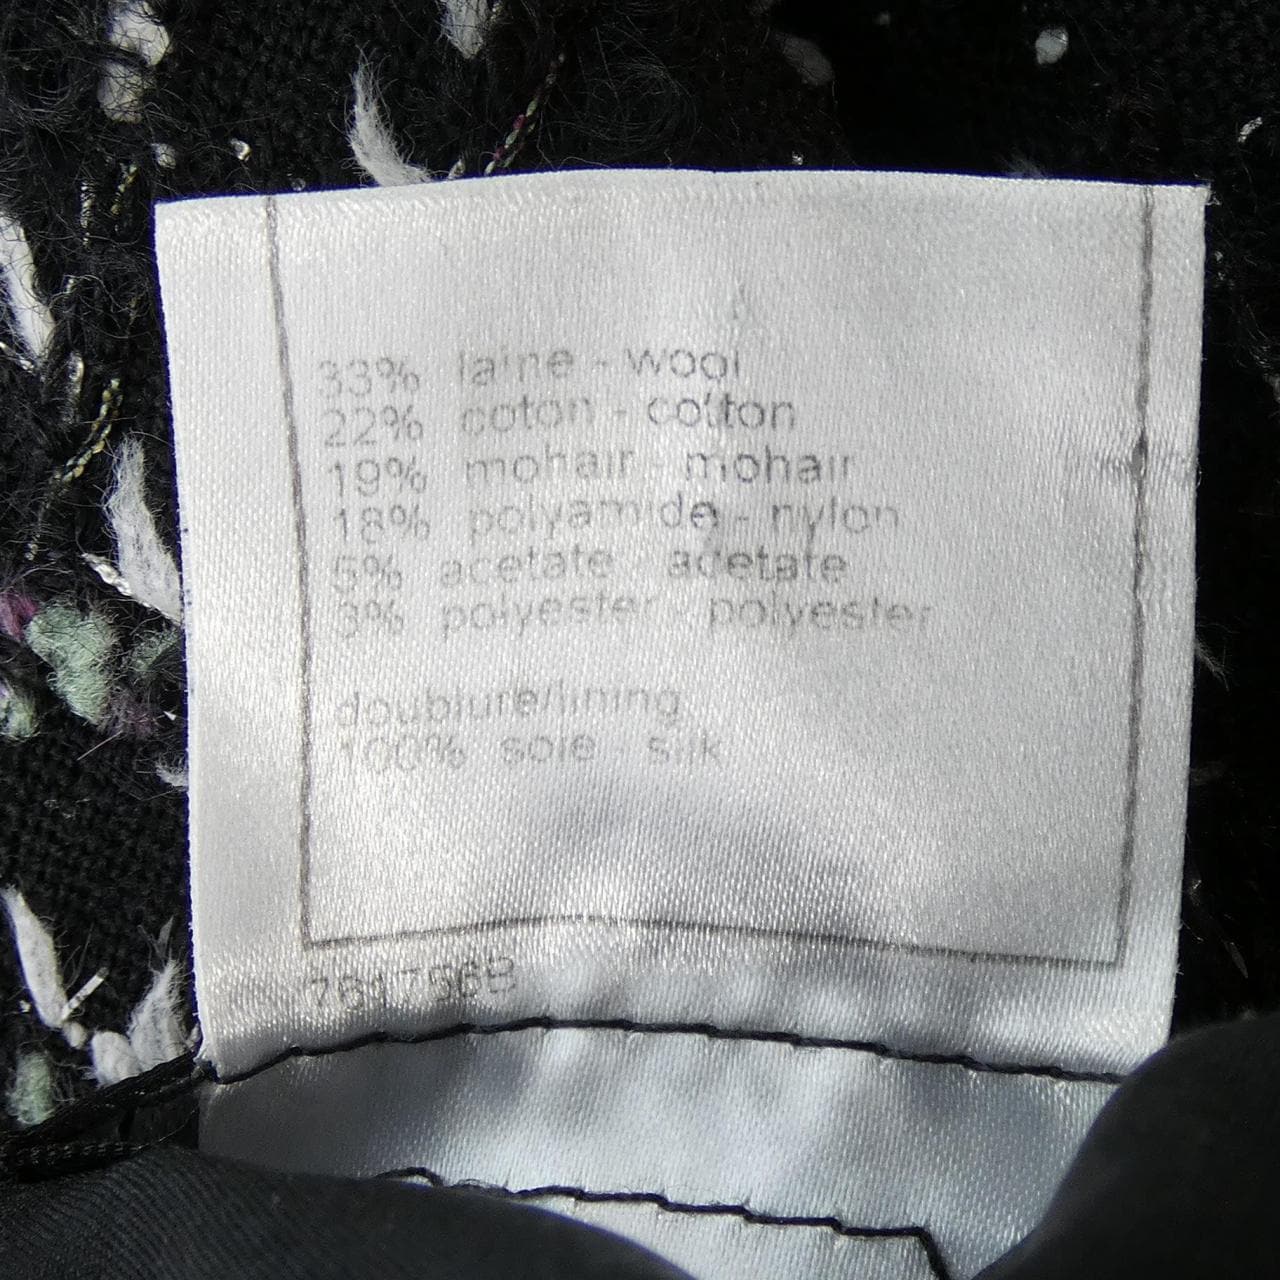 33% laine - wool
22% coton - cotton
19% mohair - mohair
18% polyamide - nylon
5% acetate - acetate
3% polyester - polyester
doublure/lining
100% soie silk
761756B